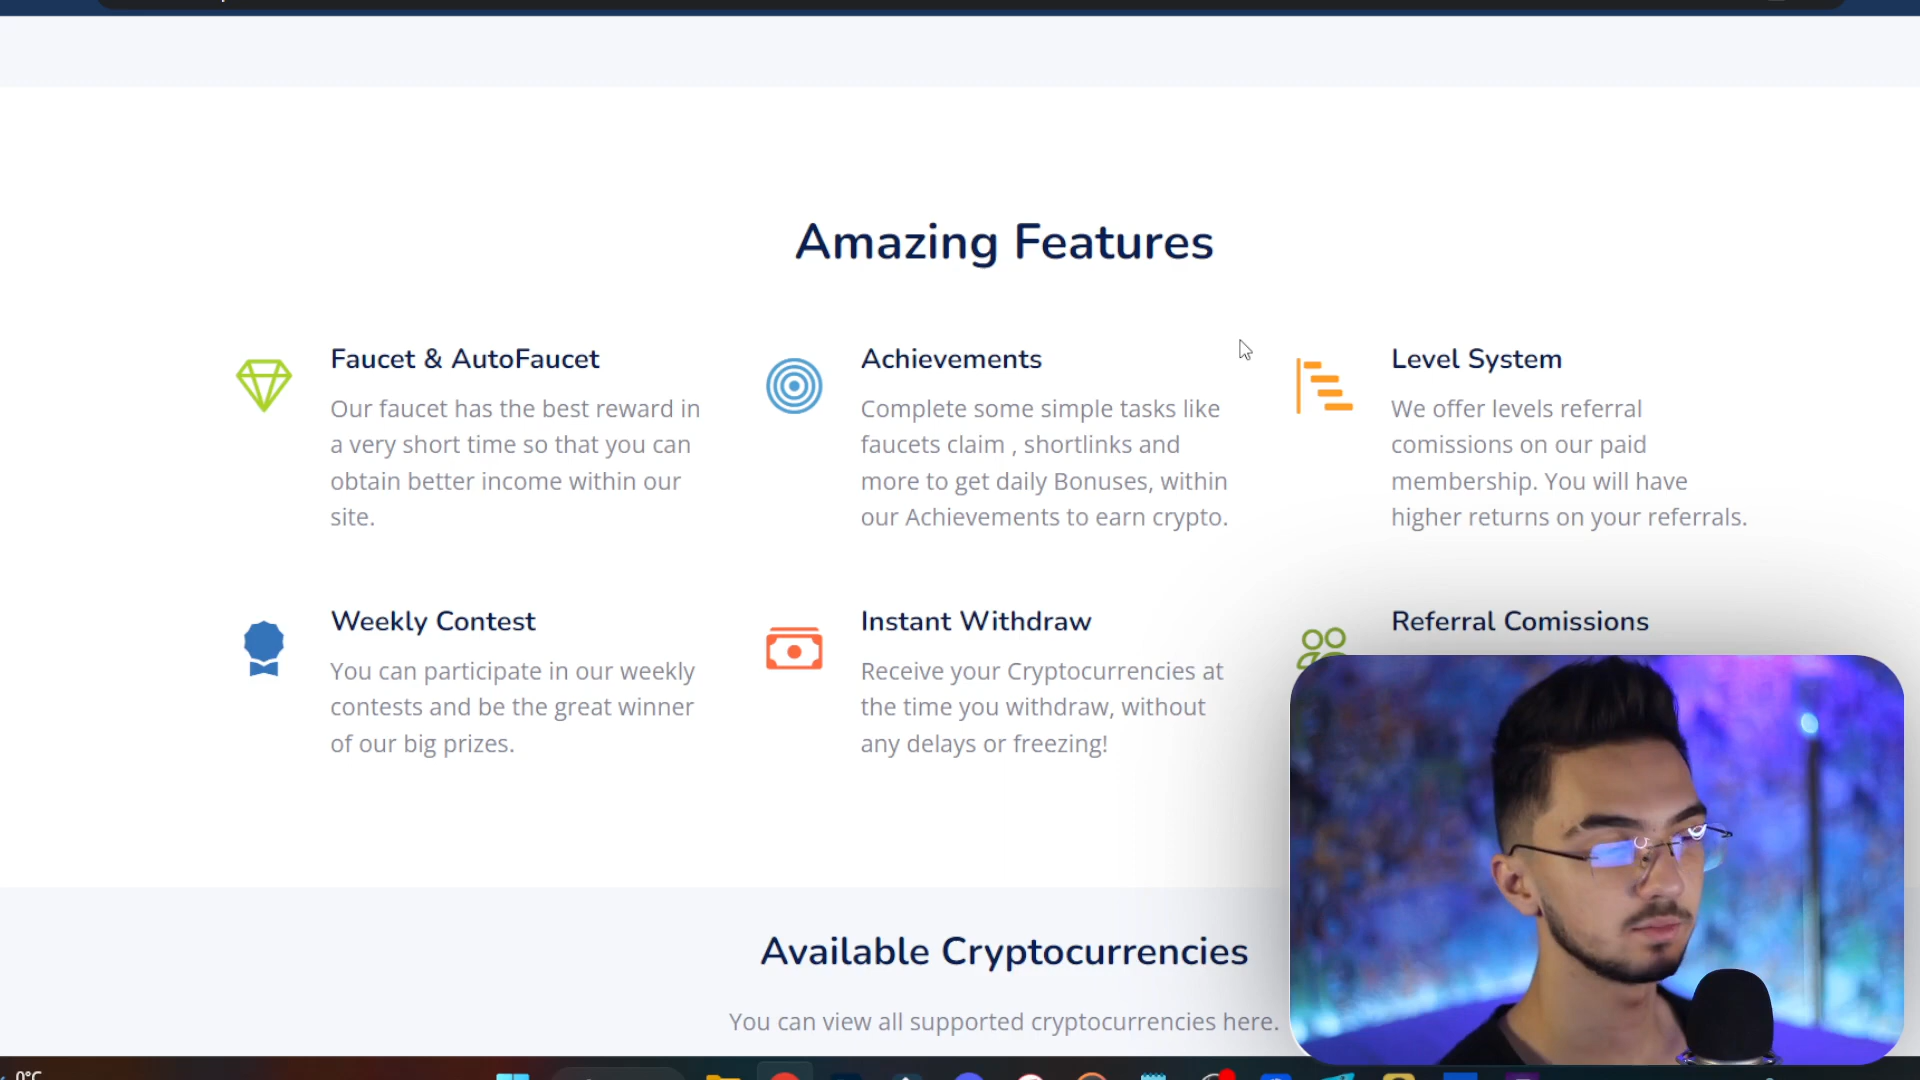 Amazing Features
Faucet & AutoFaucet
Our faucet has the best reward in
a very short time so that you can
obtain better income within our
site.
Achievements
Complete some simple tasks like
faucets claim , shortlinks and
more to get daily Bonuses, within
our Achievements to earn crypto.
Level System
We offer levels referral
comissions on our paid
membership. You will have
higher returns on your referrals.
Weekly Contest
You can participate in our weekly
contests and be the great winner
of our big prizes.
Instant Withdraw
Receive your Cryptocurrencies at
the time you withdraw, without
any delays or freezing!
Referral Comissions
Available Cryptocurrencies
You can view all supported cryptocurrencies here.
0°C